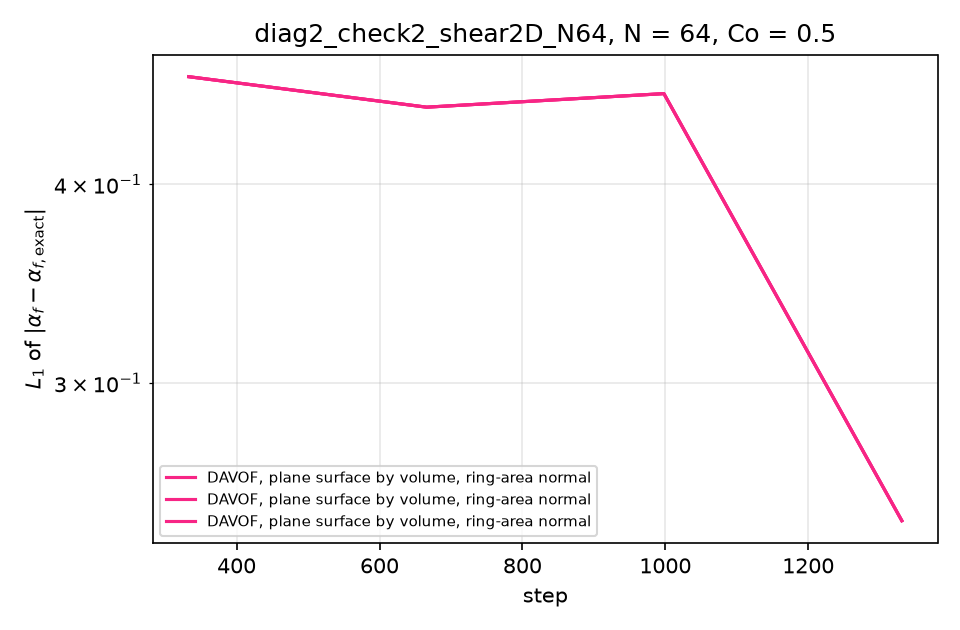 diag2_check2_shear2D_N64, N = 64, Co = 0.5
L₁ of |α_f − α_{f,exact}|
4 × 10⁻¹
3 × 10⁻¹
DAVOF, plane surface by volume, ring-area normal
DAVOF, plane surface by volume, ring-area normal
DAVOF, plane surface by volume, ring-area normal
400 600 800 1000 1200
step